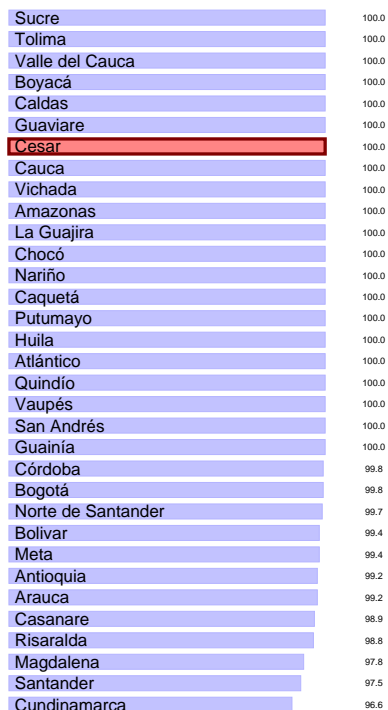 Sucre 100.0
Tolima 100.0
Valle del Cauca 100.0
Boyacá 100.0
Caldas 100.0
Guaviare 100.0
Cesar 100.0
Cauca 100.0
Vichada 100.0
Amazonas 100.0
La Guajira 100.0
Chocó 100.0
Nariño 100.0
Caquetá 100.0
Putumayo 100.0
Huila 100.0
Atlántico 100.0
Quindío 100.0
Vaupés 100.0
San Andrés 100.0
Guainía 100.0
Córdoba 99.8
Bogotá 99.8
Norte de Santander 99.7
Bolivar 99.4
Meta 99.4
Antioquia 99.2
Arauca 99.2
Casanare 98.9
Risaralda 98.8
Magdalena 97.8
Santander 97.5
Cundinamarca 96.6